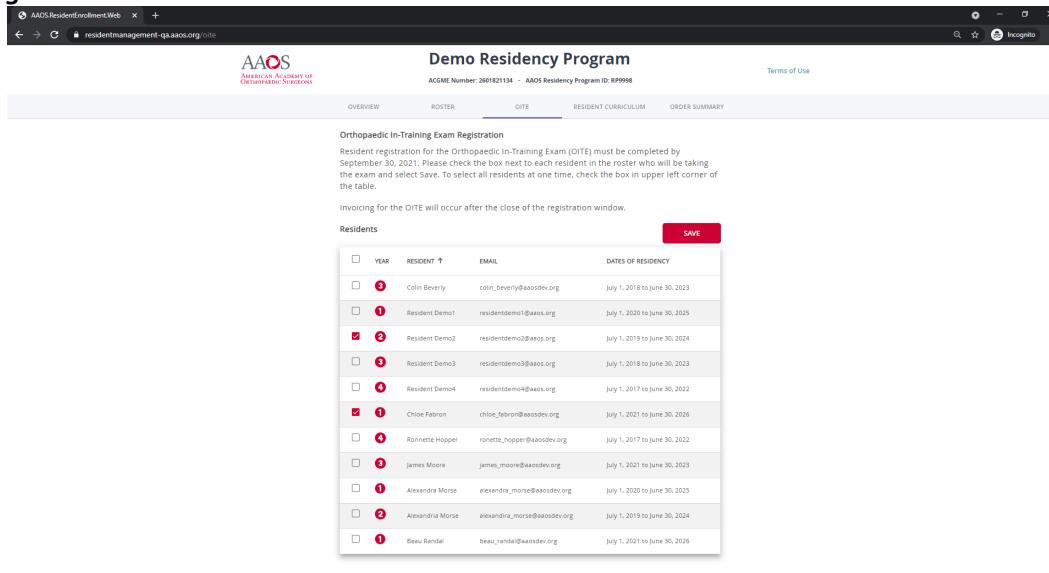 AAOS.ResidentEnrollment.Web
residentmanagement-qa.aaos.org/oite
Incognito
AAOS
AMERICAN ACADEMY OF
ORTHOPAEDIC SURGEONS
Demo Residency Program
ACGME Number: 2601821134 - AAOS Residency Program ID: RP9998
Terms of Use
OVERVIEW ROSTER OITE RESIDENT CURRICULUM ORDER SUMMARY
Orthopaedic In-Training Exam Registration
Resident registration for the Orthopaedic In-Training Exam (OITE) must be completed by
September 30, 2021. Please check the box next to each resident in the roster who will be taking
the exam and select Save. To select all residents at one time, check the box in upper left corner of
the table.
Invoicing for the OITE will occur after the close of the registration window.
Residents
SAVE
YEAR RESIDENT ↑ EMAIL DATES OF RESIDENCY
3 Colin Beverly colin_beverly@aaosdev.org July 1, 2018 to June 30, 2023
1 Resident Demo1 residentdemo1@aaos.org July 1, 2020 to June 30, 2025
2 Resident Demo2 residentdemo2@aaos.org July 1, 2019 to June 30, 2024
3 Resident Demo3 residentdemo3@aaos.org July 1, 2018 to June 30, 2023
4 Resident Demo4 residentdemo4@aaos.org July 1, 2017 to June 30, 2022
1 Chloe Fabron chloe_fabron@aaosdev.org July 1, 2021 to June 30, 2026
4 Ronnette Hopper ronette_hopper@aaosdev.org July 1, 2017 to June 30, 2022
3 James Moore james_moore@aaosdev.org July 1, 2021 to June 30, 2023
1 Alexandra Morse alexandra_morse@aaosdev.org July 1, 2020 to June 30, 2025
2 Alexandria Morse alexandira_morse@aaosdev.org July 1, 2019 to June 30, 2024
1 Beau Randal beau_randal@aaosdev.org July 1, 2021 to June 30, 2026